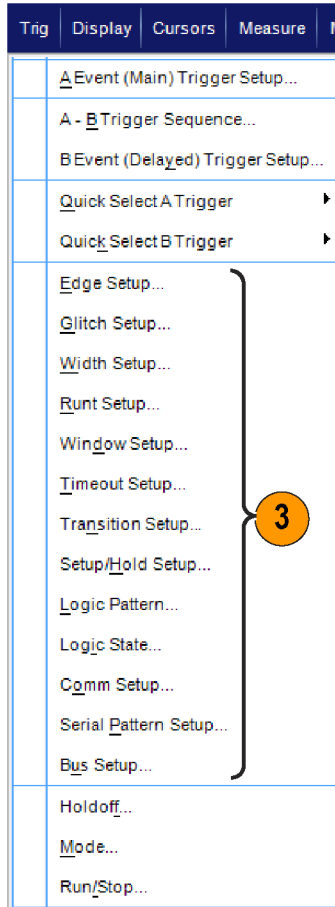 Trig Display Cursors Measure
A Event (Main) Trigger Setup...
A - B Trigger Sequence...
B Event (Delayed) Trigger Setup...
Quick Select A Trigger
Quick Select B Trigger
Edge Setup...
Glitch Setup...
Width Setup...
Runt Setup...
Window Setup...
Timeout Setup...
Transition Setup...
3
Setup/Hold Setup...
Logic Pattern...
Logic State...
Comm Setup...
Serial Pattern Setup...
Bus Setup...
Holdoff...
Mode...
Run/Stop...